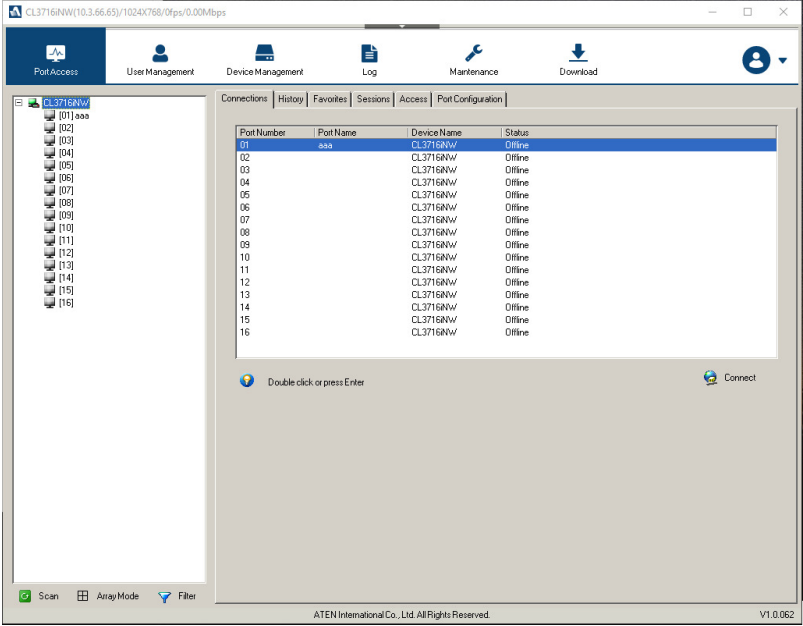 CL3716iNW(10.3.66.65)/1024X768/0fps/0.00Mbps
Port Access User Management Device Management Log Maintenance Download
CL3716iNW
[01] aaa
[02]
[03]
[04]
[05]
[06]
[07]
[08]
[09]
[10]
[11]
[12]
[13]
[14]
[15]
[16]
Scan Array Mode Filter
Connections History Favorites Sessions Access Port Configuration
Port Number Port Name Device Name Status
01 aaa CL3716iNW Offline
02 CL3716iNW Offline
03 CL3716iNW Offline
04 CL3716iNW Offline
05 CL3716iNW Offline
06 CL3716iNW Offline
07 CL3716iNW Offline
08 CL3716iNW Offline
09 CL3716iNW Offline
10 CL3716iNW Offline
11 CL3716iNW Offline
12 CL3716iNW Offline
13 CL3716iNW Offline
14 CL3716iNW Offline
15 CL3716iNW Offline
16 CL3716iNW Offline
Double click or press Enter
Connect
ATEN International Co., Ltd. All Rights Reserved. V1.0.062